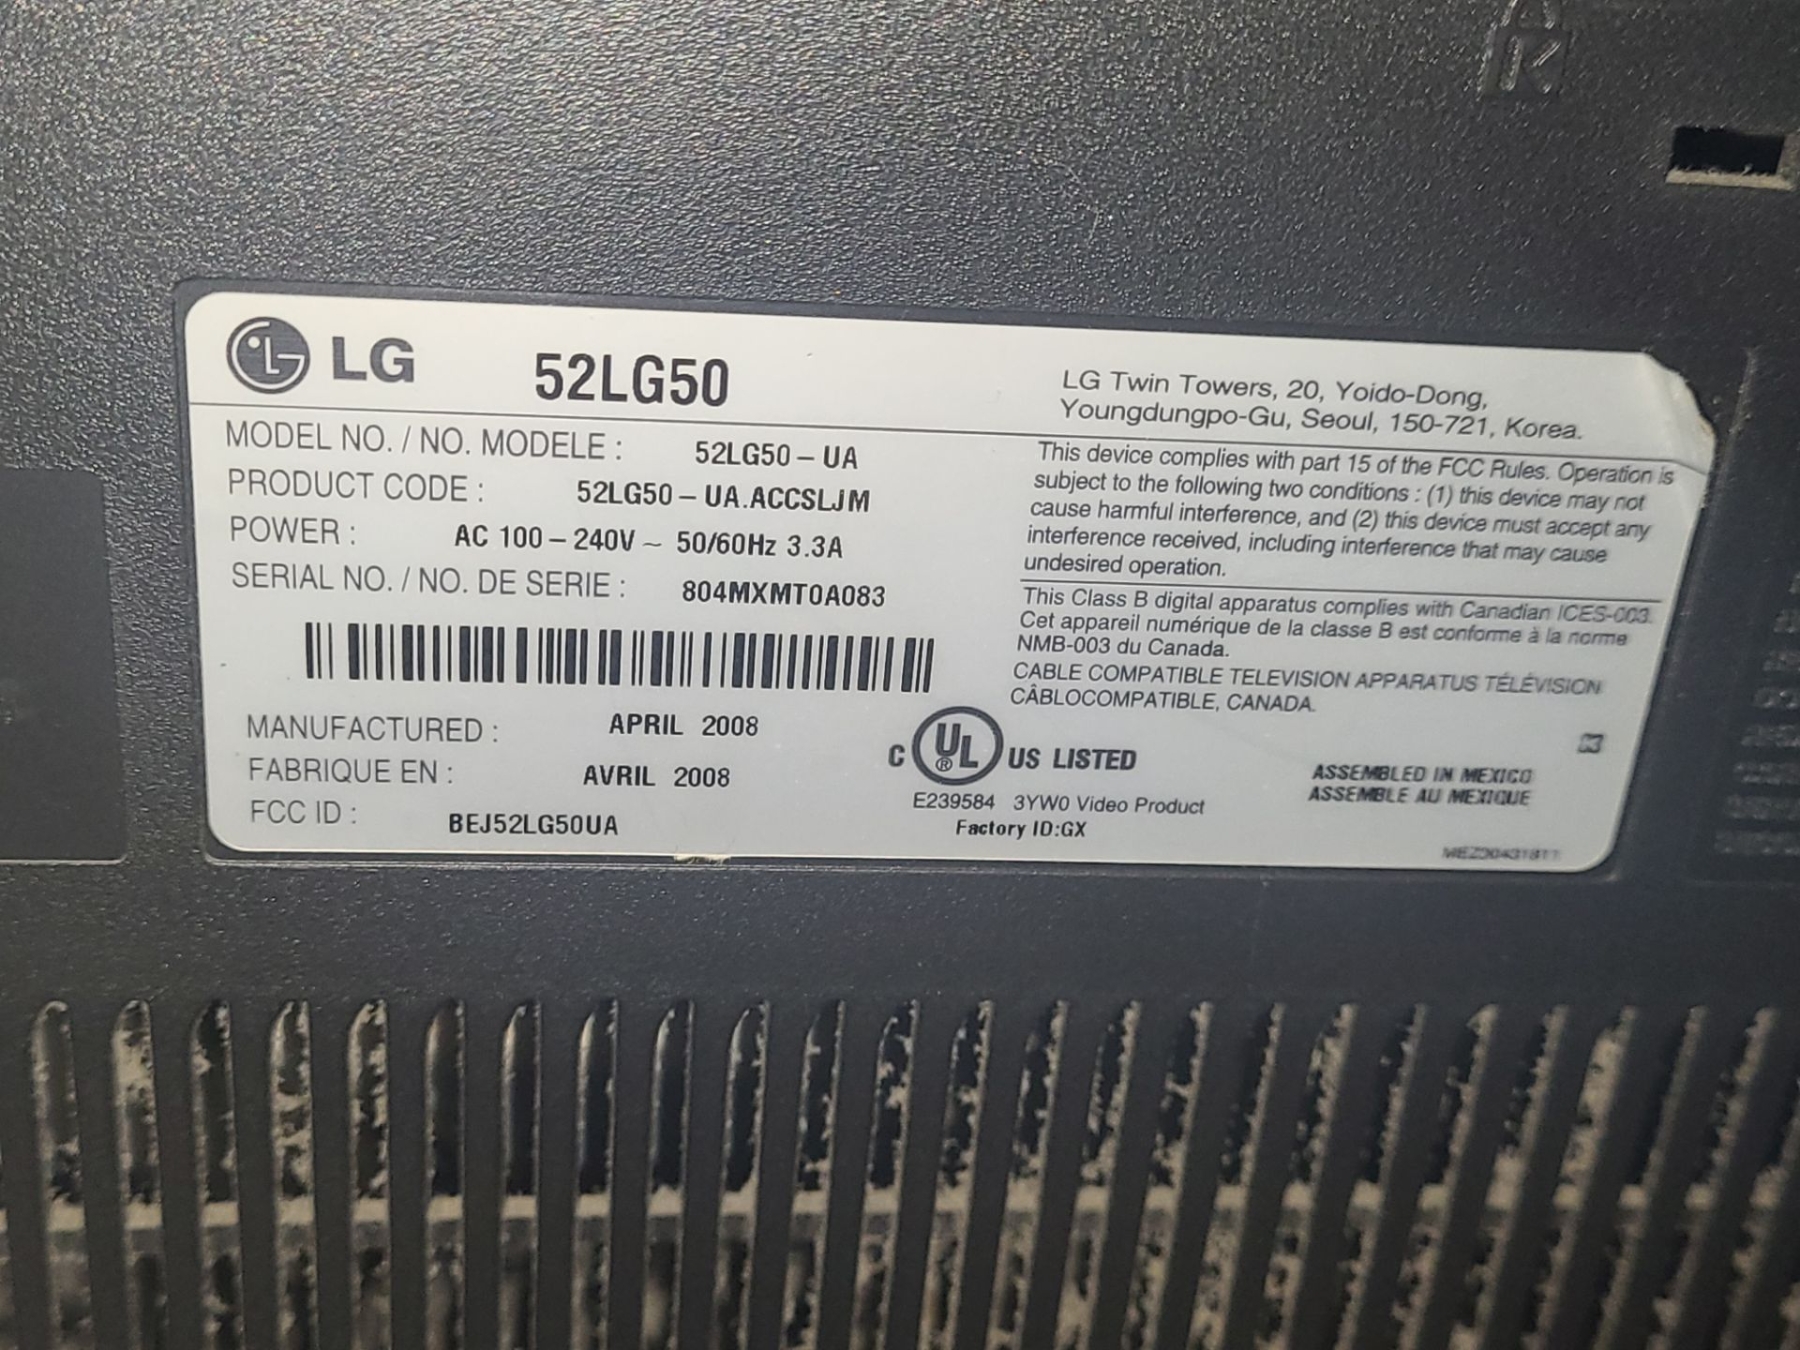 LG
52LG50
LG Twin Towers, 20, Yoido-Dong,
Youngdungpo-Gu, Seoul, 150-721, Korea.
MODEL NO. / NO. MODELE : 52LG50 – UA
PRODUCT CODE : 52LG50 – UA.ACCSLJM
POWER : AC 100 – 240V ~ 50/60Hz 3.3A
SERIAL NO. / NO. DE SERIE : 804MXMT0A083
MANUFACTURED : APRIL 2008
FABRIQUE EN : AVRIL 2008
FCC ID : BEJ52LG50UA
This device complies with part 15 of the FCC Rules. Operation is
subject to the following two conditions : (1) this device may not
cause harmful interference, and (2) this device must accept any
interference received, including interference that may cause
undesired operation.
This Class B digital apparatus complies with Canadian ICES-003.
Cet appareil numérique de la classe B est conforme à la norme
NMB-003 du Canada.
CABLE COMPATIBLE TELEVISION APPARATUS TÉLÉVISION
CÂBLOCOMPATIBLE, CANADA.
C UL ® US LISTED
E239584 3YW0 Video Product
Factory ID:GX
ASSEMBLED IN MEXICO
ASSEMBLE AU MEXIQUE